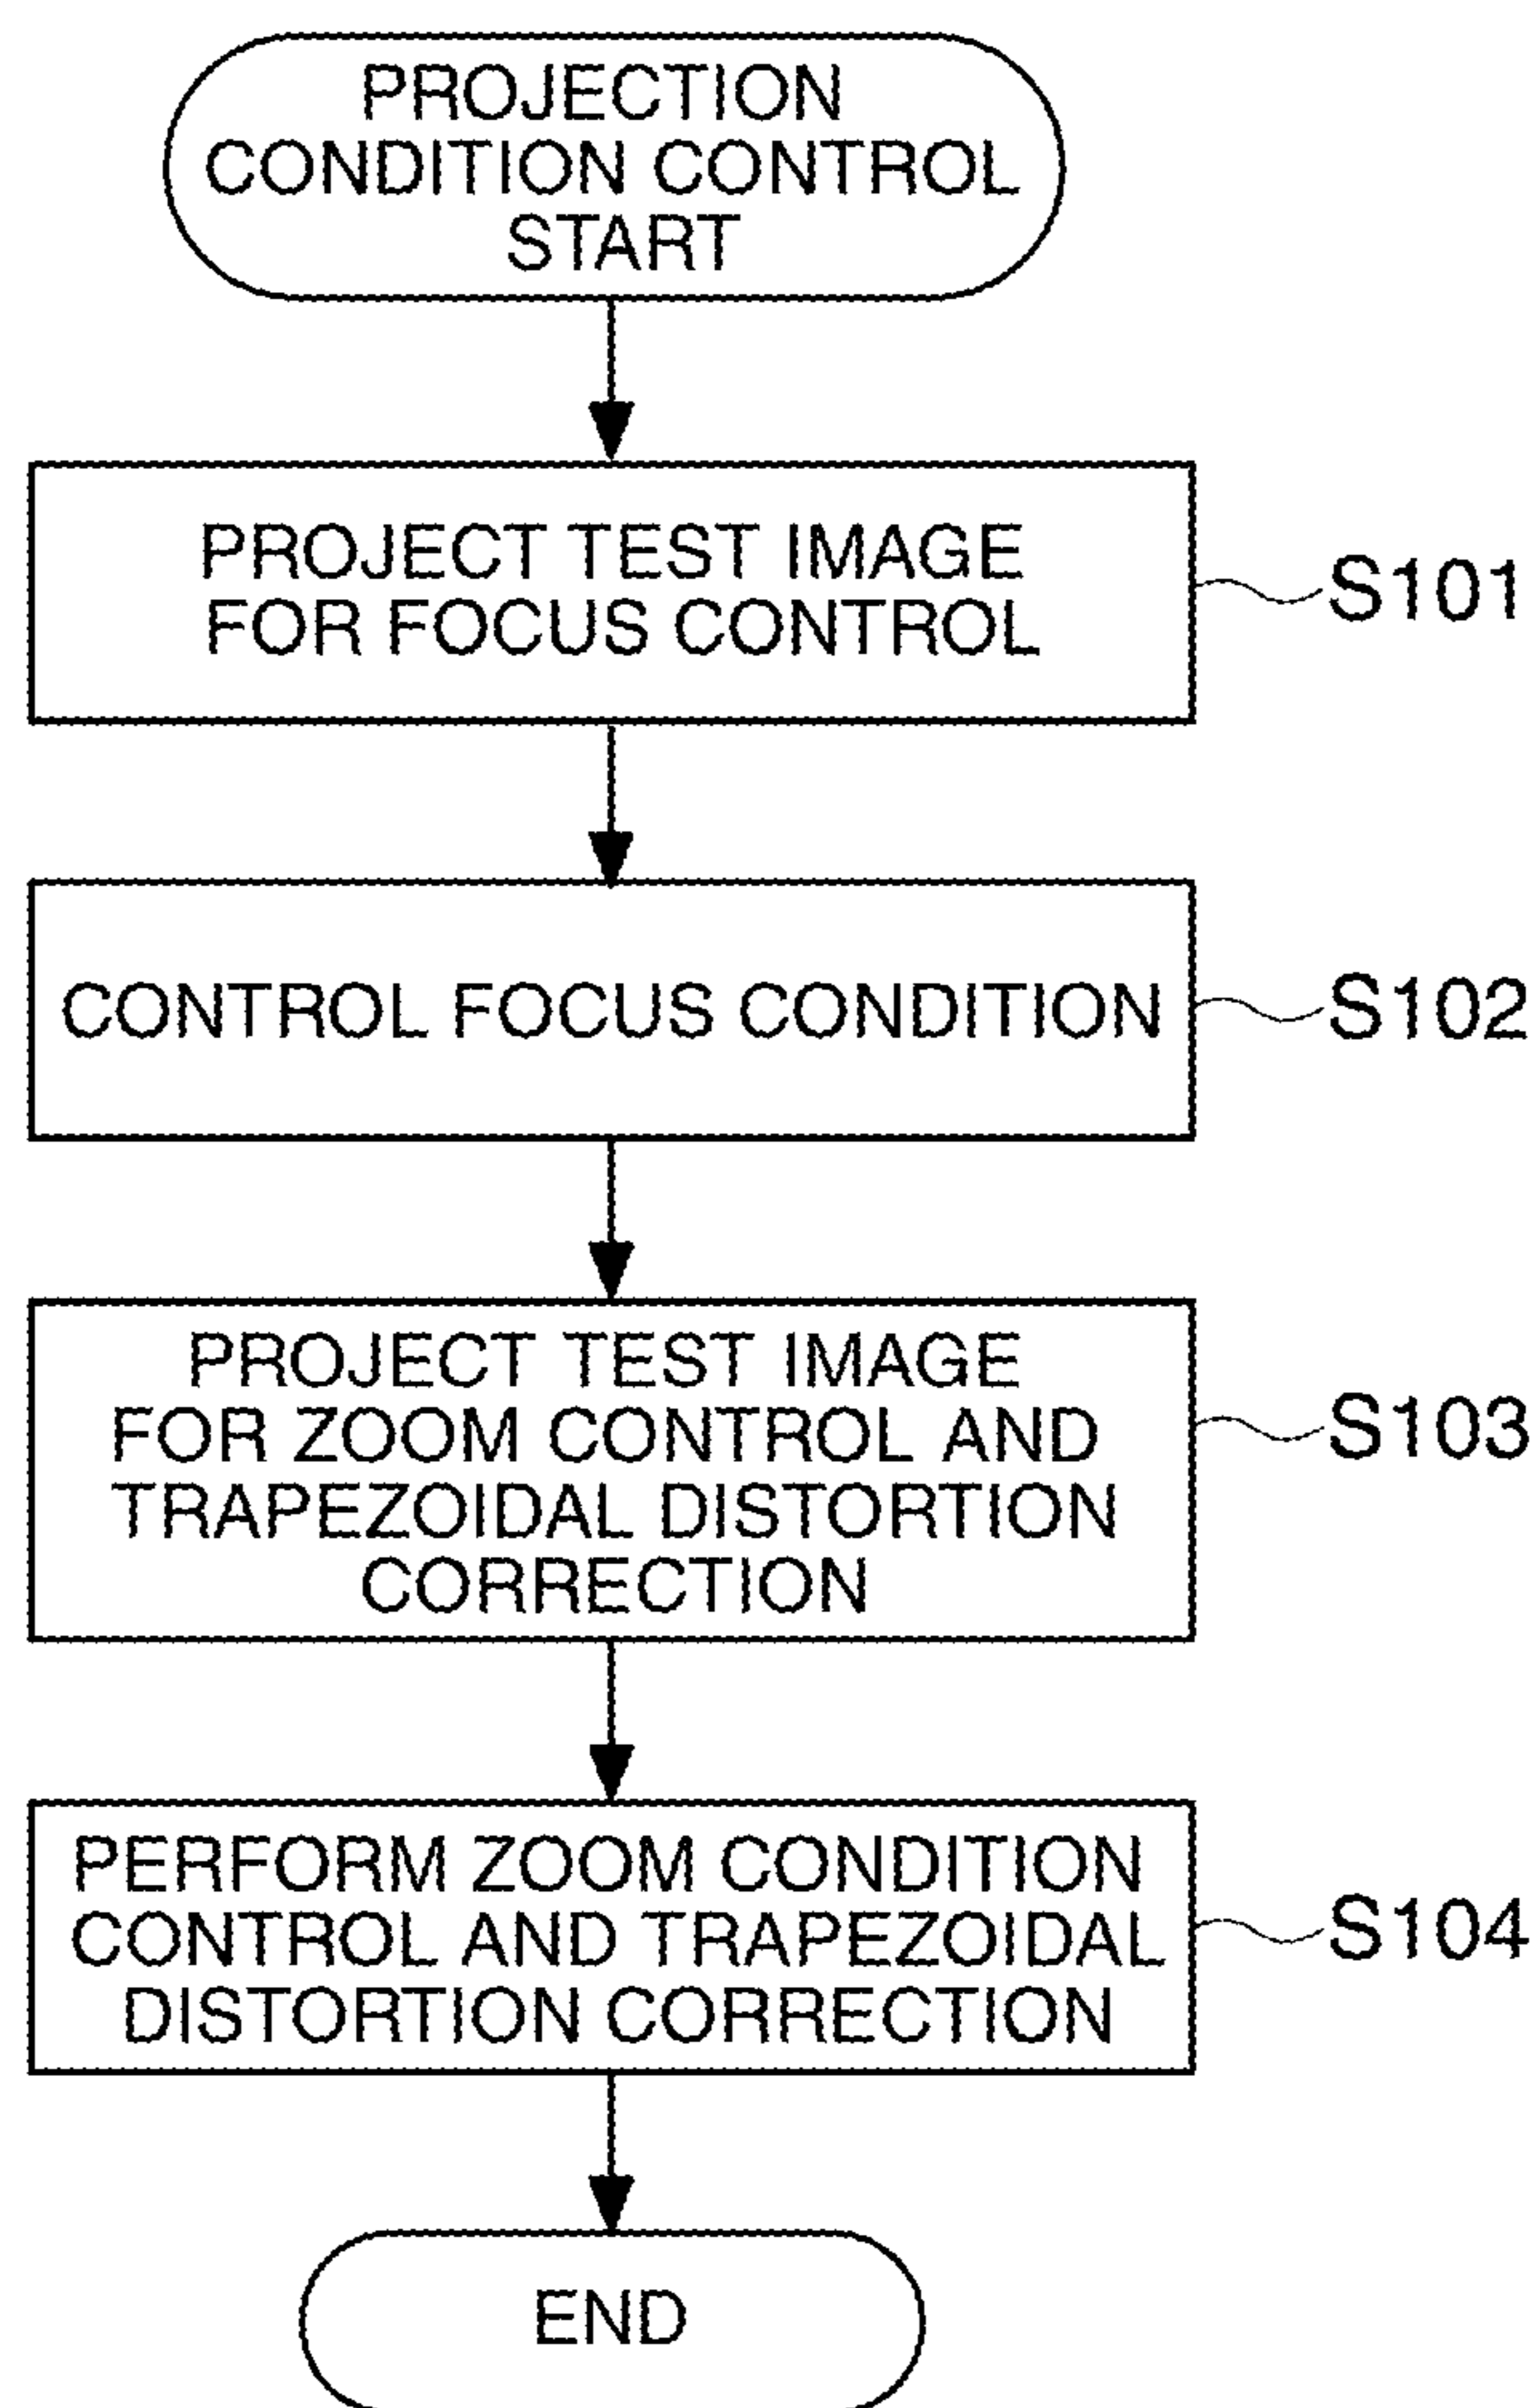 PROJECTION
CONDITION CONTROL
START
PROJECT TEST IMAGE
FOR FOCUS CONTROL
S101
CONTROL FOCUS CONDITION
S102
PROJECT TEST IMAGE
FOR ZOOM CONTROL AND
TRAPEZOIDAL DISTORTION
CORRECTION
S103
PERFORM ZOOM CONDITION
CONTROL AND TRAPEZOIDAL
DISTORTION CORRECTION
S104
END